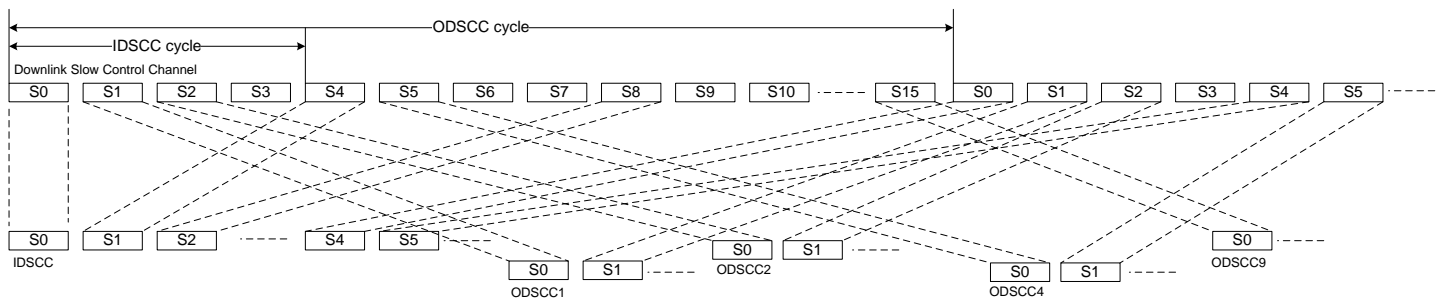 ODSCC cycle
IDSCC cycle
Downlink Slow Control Channel
S0 S1 S2 S3 S4 S5 S6 S7 S8 S9 S10 S15 S0 S1 S2 S3 S4 S5
S0 S1 S2 S4 S5 S0 S1 S0
IDSCC ODSCC2 ODSCC9
S0 S1 S0 S1
ODSCC1 ODSCC4